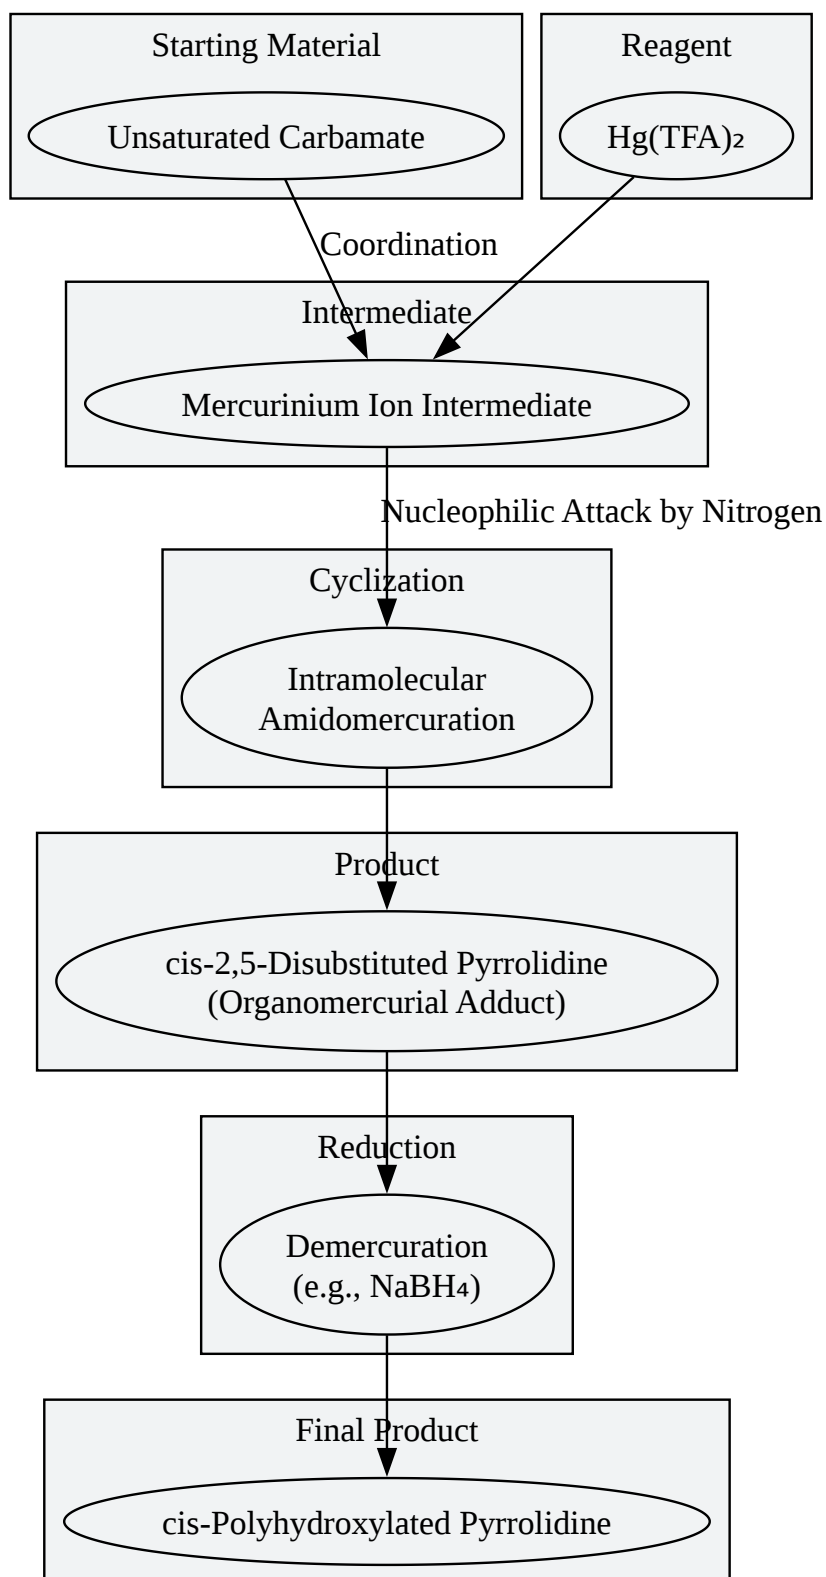 Starting Material
Reagent
Unsaturated Carbamate
Hg(TFA)₂
Coordination
Intermediate
Mercurinium Ion Intermediate
Nucleophilic Attack by Nitrogen
Cyclization
Intramolecular
Amidomercuration
Product
cis-2,5-Disubstituted Pyrrolidine
(Organomercurial Adduct)
Reduction
Demercuration
(e.g., NaBH₄)
Final Product
cis-Polyhydroxylated Pyrrolidine